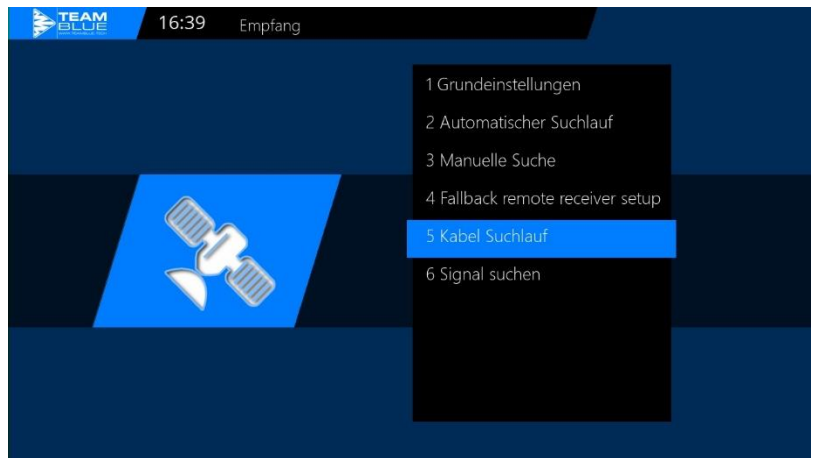 TEAM
BLUE
16:39
Empfang
1 Grundeinstellungen
2 Automatischer Suchlauf
3 Manuelle Suche
4 Fallback remote receiver setup
5 Kabel Suchlauf
6 Signal suchen